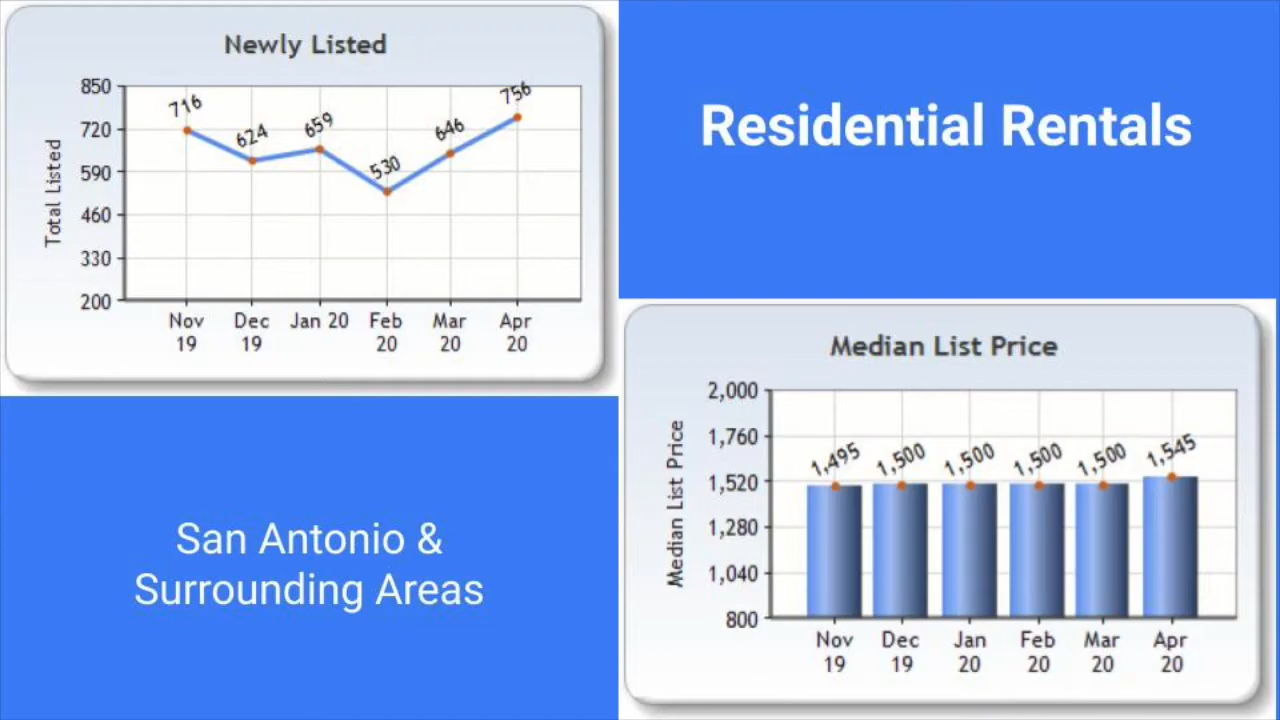 Newly Listed
850
720
590
460
330
200
Total Listed
716
624
659
530
646
756
Nov 19
Dec 19
Jan 20
Feb 20
Mar 20
Apr 20
Residential Rentals
San Antonio &
Surrounding Areas
Median List Price
2,000
1,760
1,520
1,280
1,040
800
Median List Price
1,495
1,500
1,500
1,500
1,500
1,545
Nov 19
Dec 19
Jan 20
Feb 20
Mar 20
Apr 20